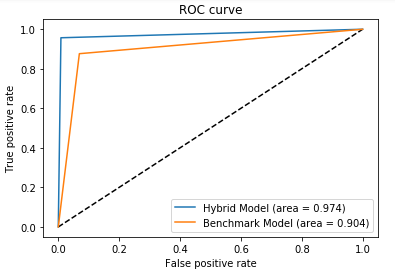 ROC curve
True positive rate
1.0
0.8
0.6
0.4
0.2
0.0
Hybrid Model (area = 0.974)
Benchmark Model (area = 0.904)
0.0 0.2 0.4 0.6 0.8 1.0
False positive rate